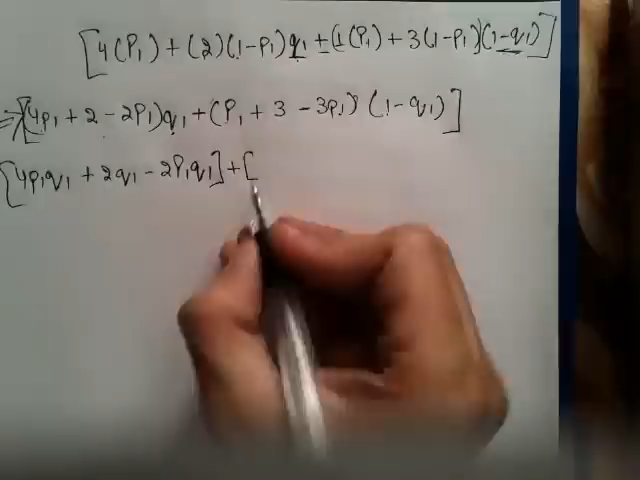 [4(P₁) + (2)(1-P₁)q₁ + (1(P₁) + 3(1-P₁)(1-q₁)]
=>[(4P₁ + 2 - 2P₁)q₁ + (P₁ + 3 - 3P₁) (1-q₁)]
[4P₁q₁ + 2q₁ - 2P₁q₁] + [